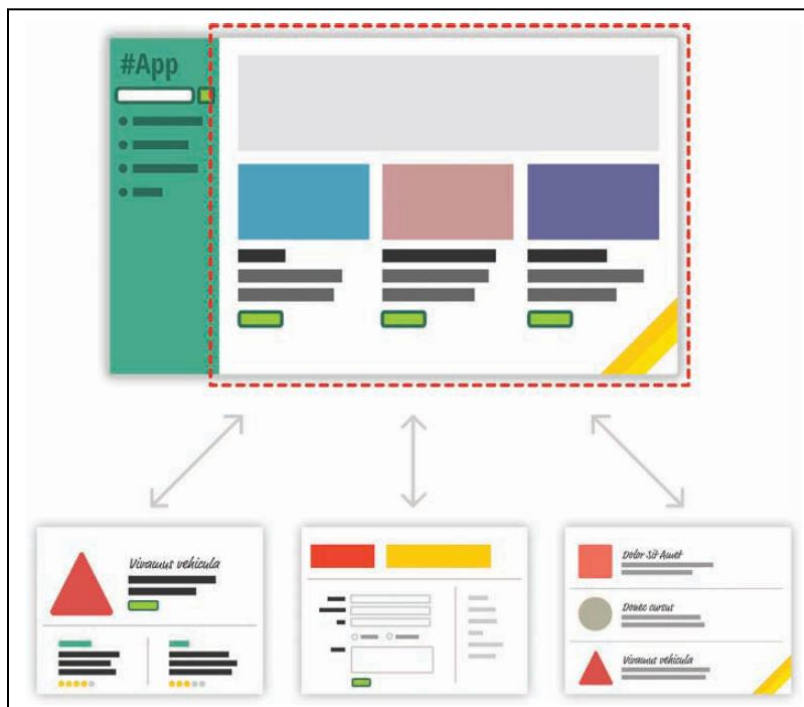 #App
Vivamus vehicula
Dolor Sit Amet
Donec cursus
Vivamus vehicula